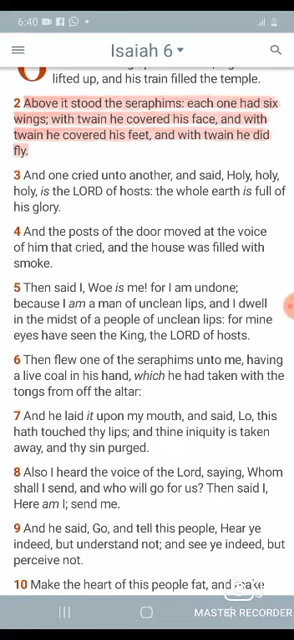 6:40
Isaiah 6
lifted up, and his train filled the temple.
2 Above it stood the seraphims: each one had six
wings; with twain he covered his face, and with
twain he covered his feet, and with twain he did
fly.
3 And one cried unto another, and said, Holy, holy,
holy, is the LORD of hosts: the whole earth is full of
his glory.
4 And the posts of the door moved at the voice
of him that cried, and the house was filled with
smoke.
5 Then said I, Woe is me! for I am undone;
because I am a man of unclean lips, and I dwell
in the midst of a people of unclean lips: for mine
eyes have seen the King, the LORD of hosts.
6 Then flew one of the seraphims unto me, having
a live coal in his hand, which he had taken with the
tongs from off the altar:
7 And he laid it upon my mouth, and said, Lo, this
hath touched thy lips; and thine iniquity is taken
away, and thy sin purged.
8 Also I heard the voice of the Lord, saying, Whom
shall I send, and who will go for us? Then said I,
Here am I; send me.
9 And he said, Go, and tell this people, Hear ye
indeed, but understand not; and see ye indeed, but
perceive not.
10 Make the heart of this people fat, and make
MASTER RECORDER